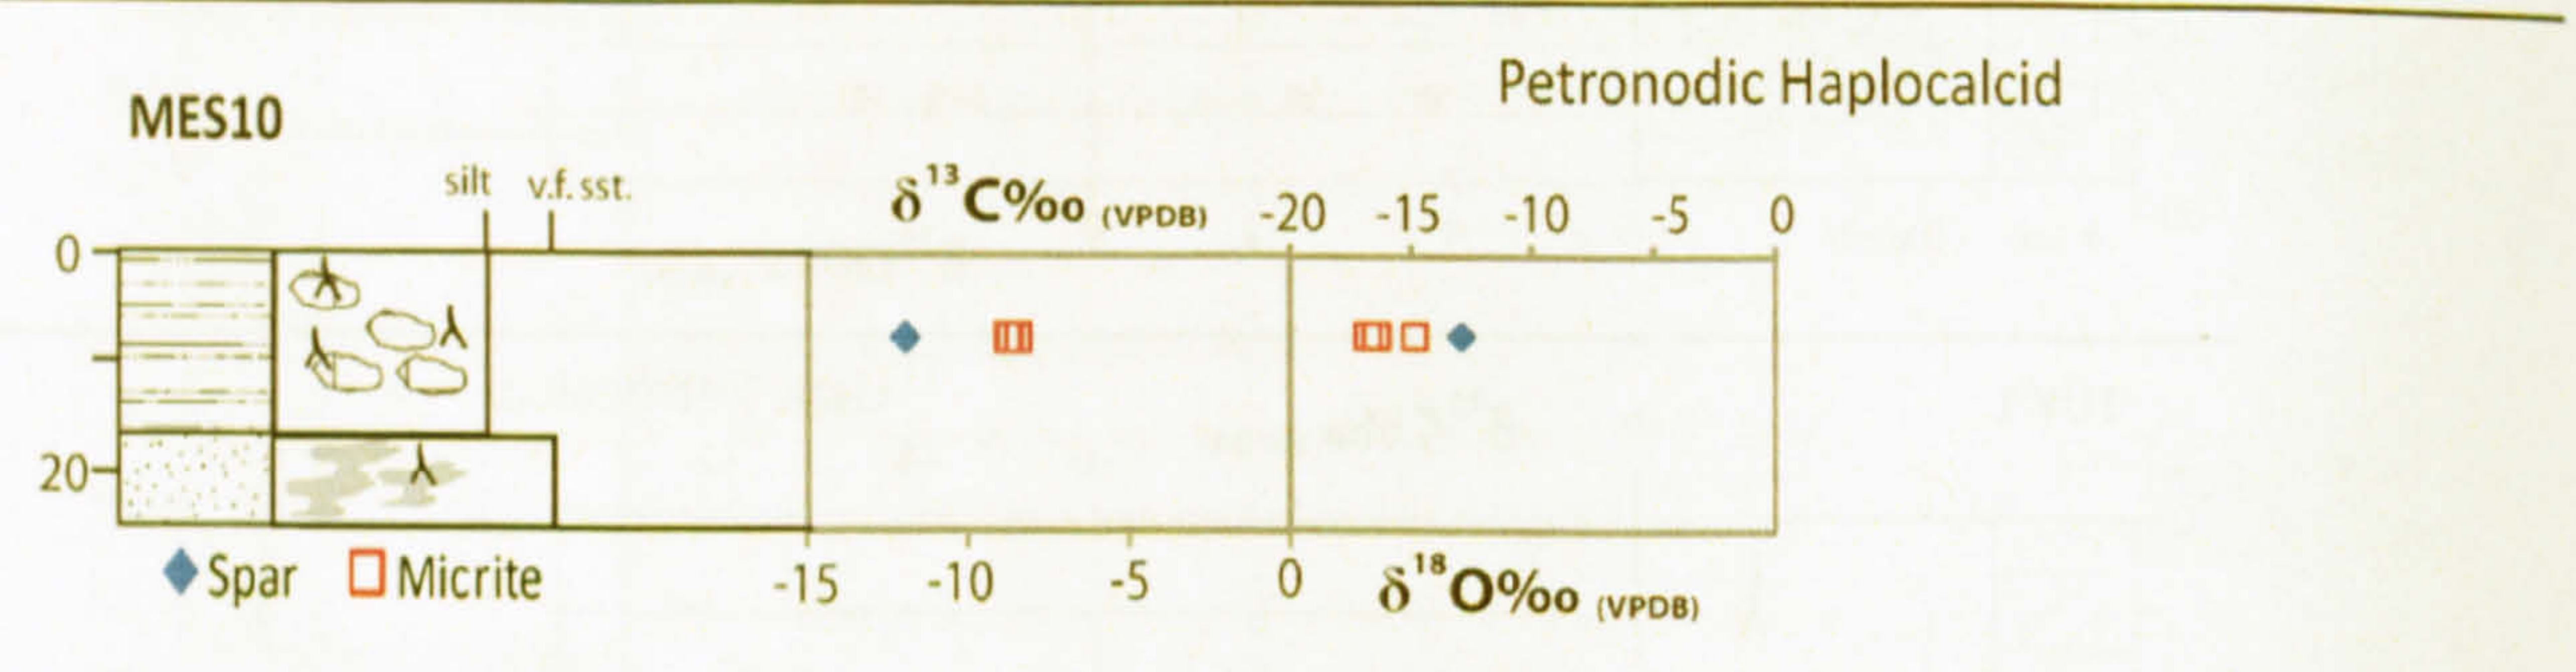 Petronodic Haplocalcid
MES10
silt v.f. sst.
δ¹³C‰ (VPDB) -20 -15 -10 -5 0
0
20
Spar Micrite
-15 -10 -5 0 δ¹⁸O‰ (VPDB)